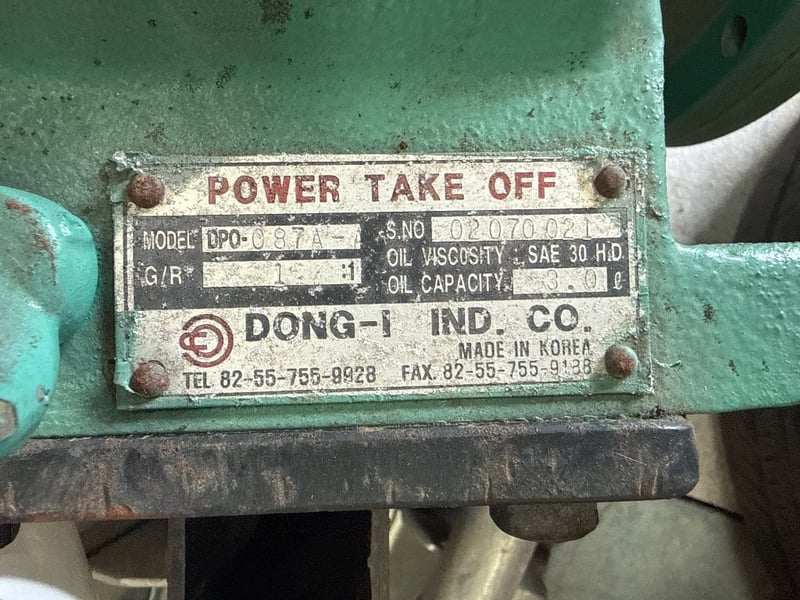 POWER TAKE OFF
MODEL DPO-087A-
S.NO 02070021
G/R 1 : 1
OIL VISCOSITY SAE 30 H.D
OIL CAPACITY 3.0 ℓ
DONG-I IND. CO.
MADE IN KOREA
TEL 82-55-755-9928 FAX. 82-55-755-9138